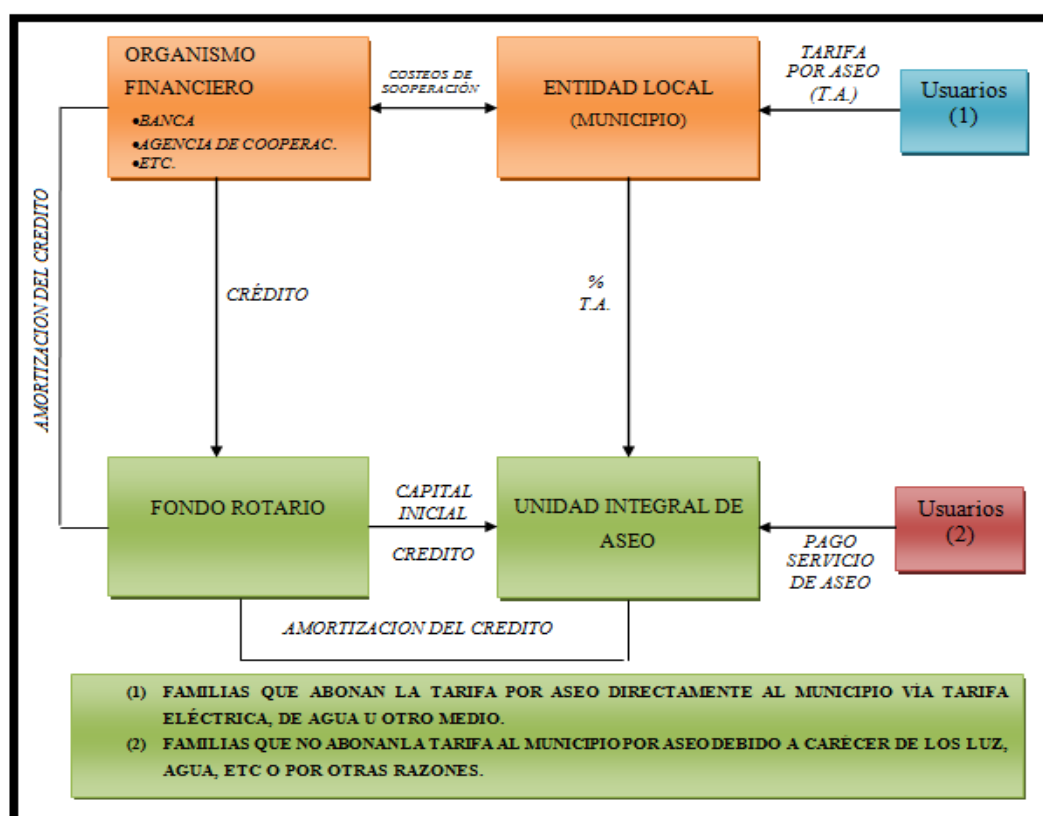 ORGANISMO
FINANCIERO
•BANCA
•AGENCIA DE COOPERAC.
•ETC.
COSTEOS DE
SOOPERACIÓN
ENTIDAD LOCAL
(MUNICIPIO)
TARIFA
POR ASEO
(T.A.)
Usuarios
(1)
AMORTIZACION DEL CREDITO
CRÉDITO
%
T.A.
FONDO ROTARIO
CAPITAL
INICIAL
CREDITO
UNIDAD INTEGRAL DE
ASEO
PAGO
SERVICIO
DE ASEO
Usuarios
(2)
AMORTIZACION DEL CREDITO
(1) FAMILIAS QUE ABONAN LA TARIFA POR ASEO DIRECTAMENTE AL MUNICIPIO VÍA TARIFA
ELÉCTRICA, DE AGUA U OTRO MEDIO.
(2) FAMILIAS QUE NO ABONANLA TARIFA AL MUNICIPIO POR ASEO DEBIDO A CARÉCER DE LOS LUZ,
AGUA, ETC O POR OTRAS RAZONES.